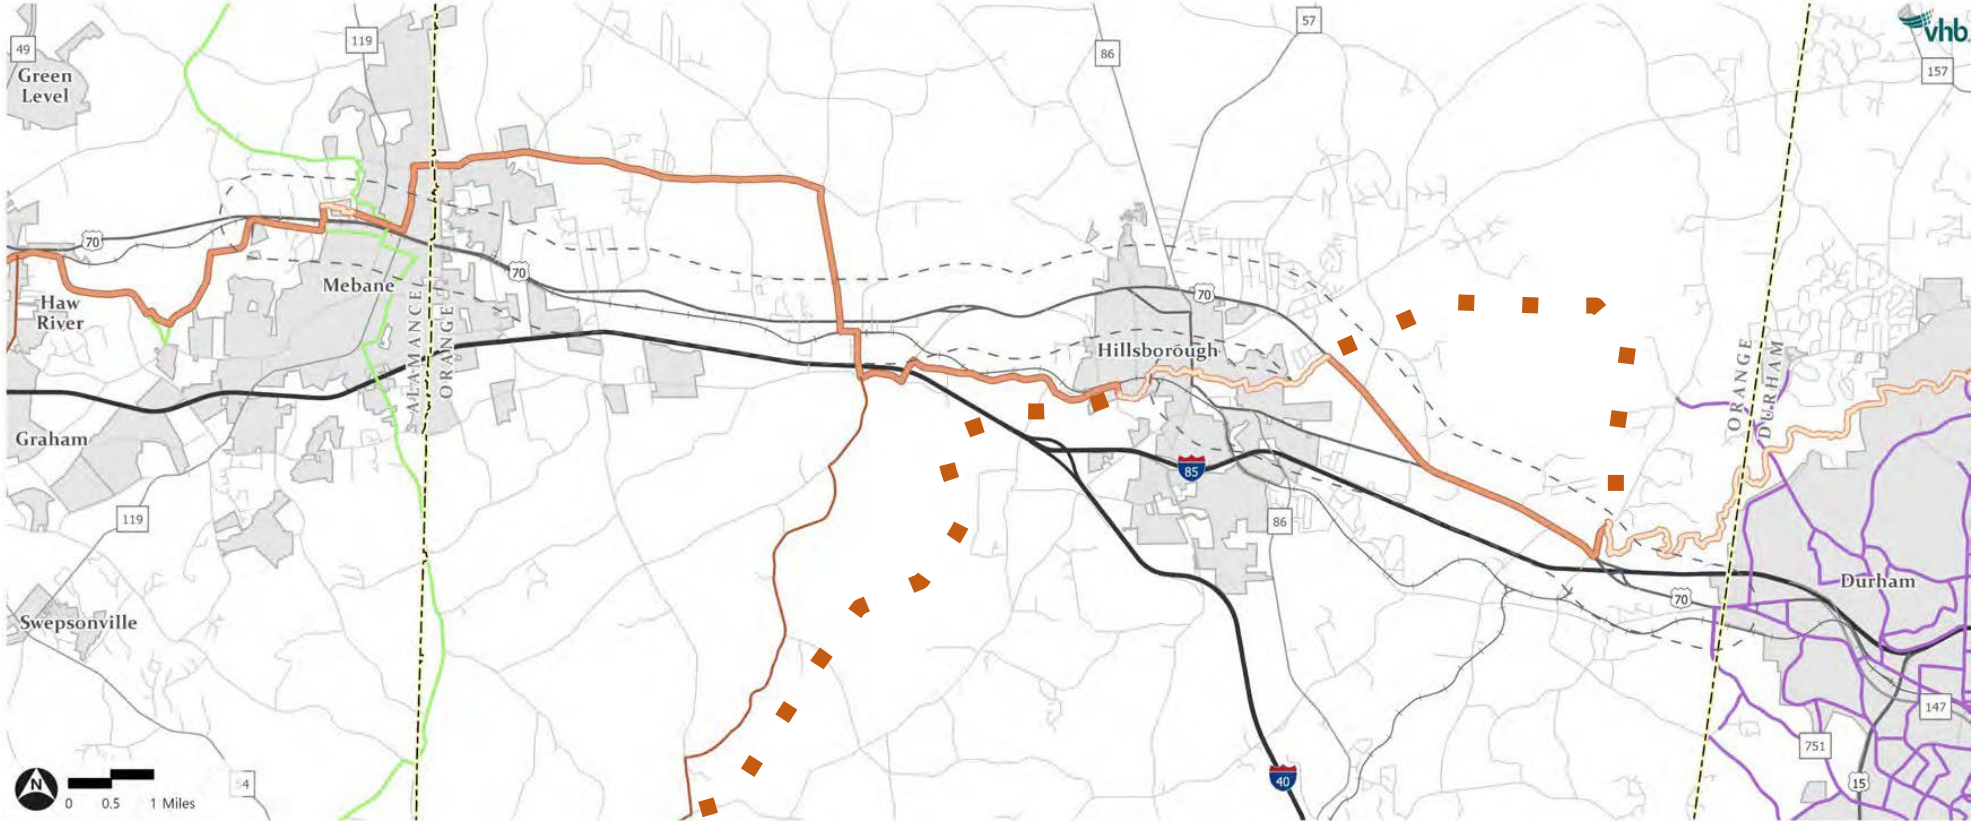 57
119
49
86
vhb
157
Green
Level
70
70
Mebane
ALAMANCE
ORANGE
70
Haw
River
Hillsborough
ORANGE
DURHAM
Graham
85
119
86
Durham
70
Swepsonville
147
751
N
40
15
0 0.5 1 Miles